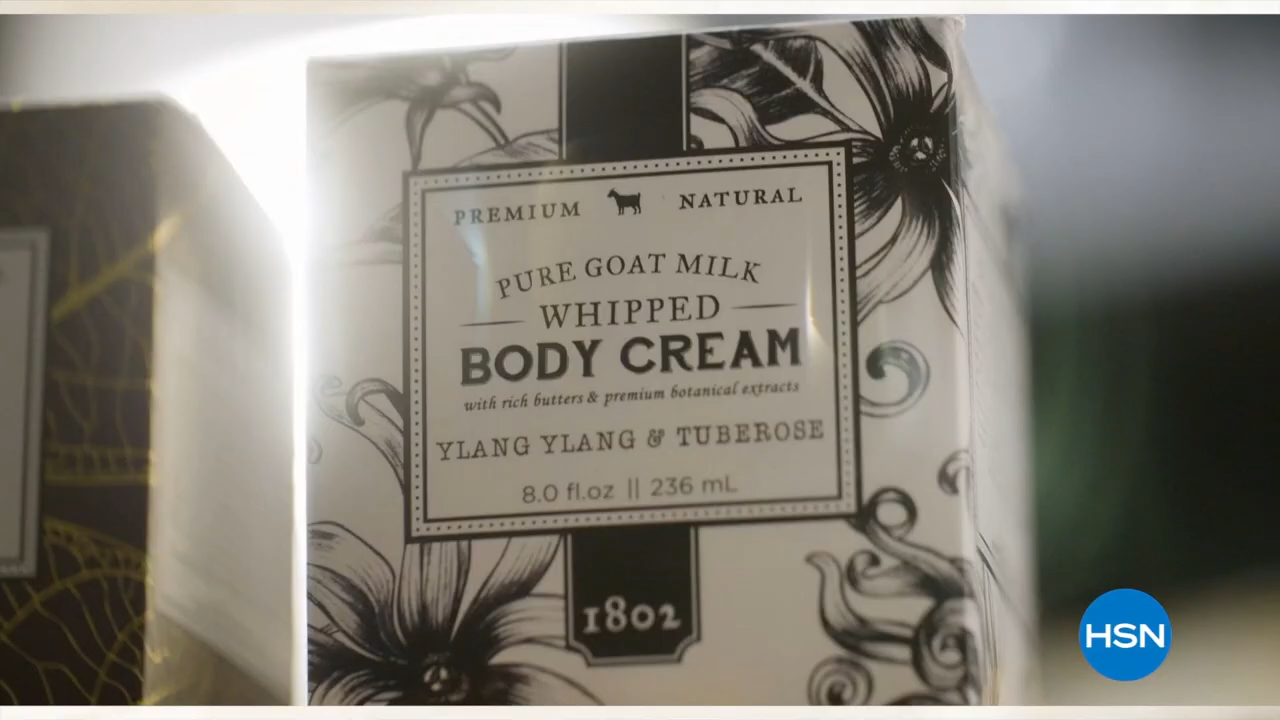 PREMIUM NATURAL
PURE GOAT MILK
WHIPPED
BODY CREAM
with rich butters & premium botanical extracts
YLANG YLANG & TUBEROSE
8.0 fl.oz || 236 mL
1802
HSN